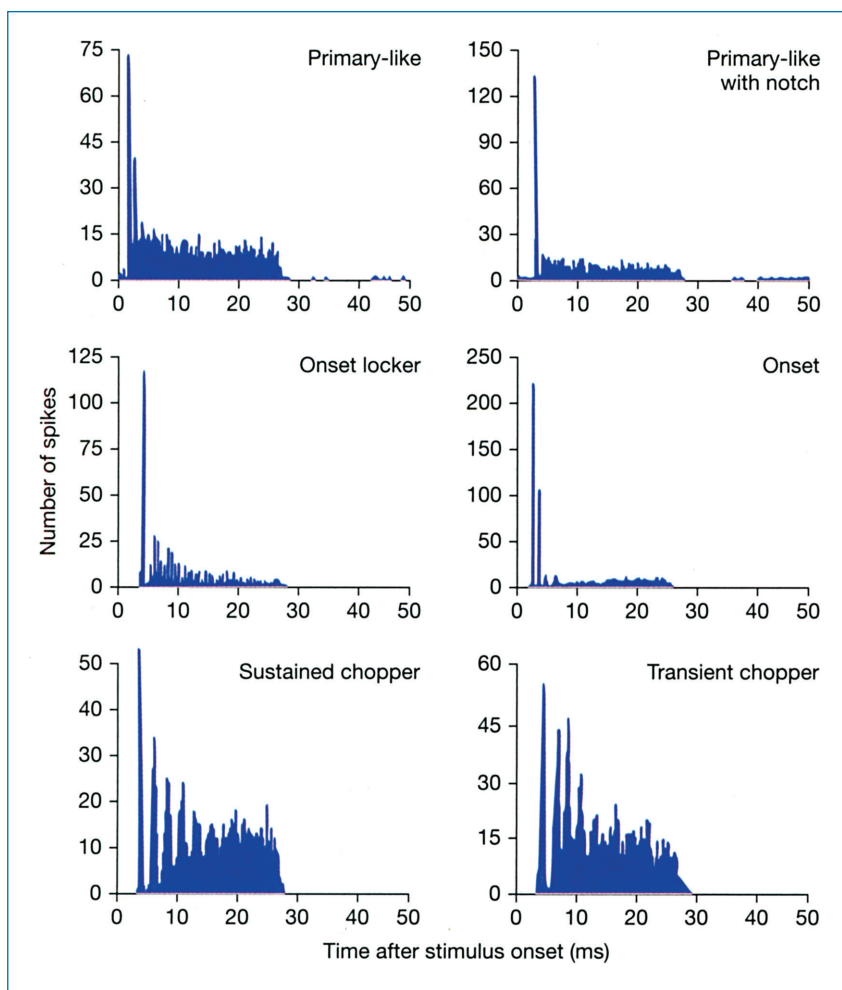 75
60
45
30
15
0
0 10 20 30 40 50
Primary-like
150
120
90
60
30
0
0 10 20 30 40 50
Primary-like
with notch
125
100
75
50
25
0
0 10 20 30 40 50
Onset locker
250
200
150
100
50
0
0 10 20 30 40 50
Onset
50
40
30
20
10
0
0 10 20 30 40 50
Sustained chopper
60
45
30
15
0
0 10 20 30 40 50
Transient chopper
Number of spikes
Time after stimulus onset (ms)